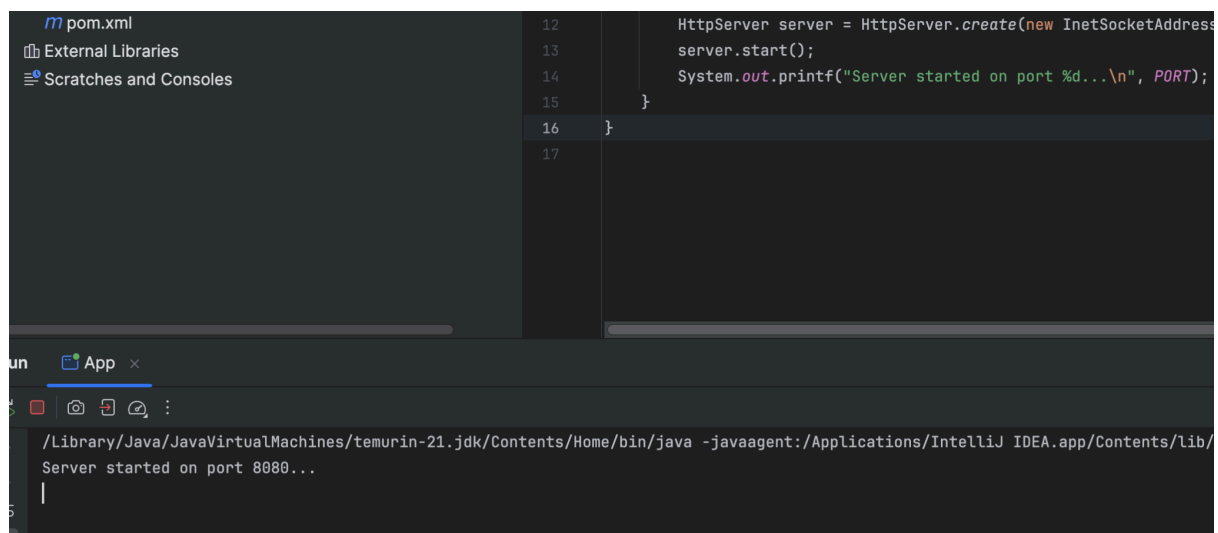 m pom.xml
External Libraries
Scratches and Consoles
12 HttpServer server = HttpServer.create(new InetSocketAddress
13 server.start();
14 System.out.printf("Server started on port %d...\n", PORT);
15 }
16 }
17
un App ×
/Library/Java/JavaVirtualMachines/temurin-21.jdk/Contents/Home/bin/java -javaagent:/Applications/IntelliJ IDEA.app/Contents/lib/
Server started on port 8080...